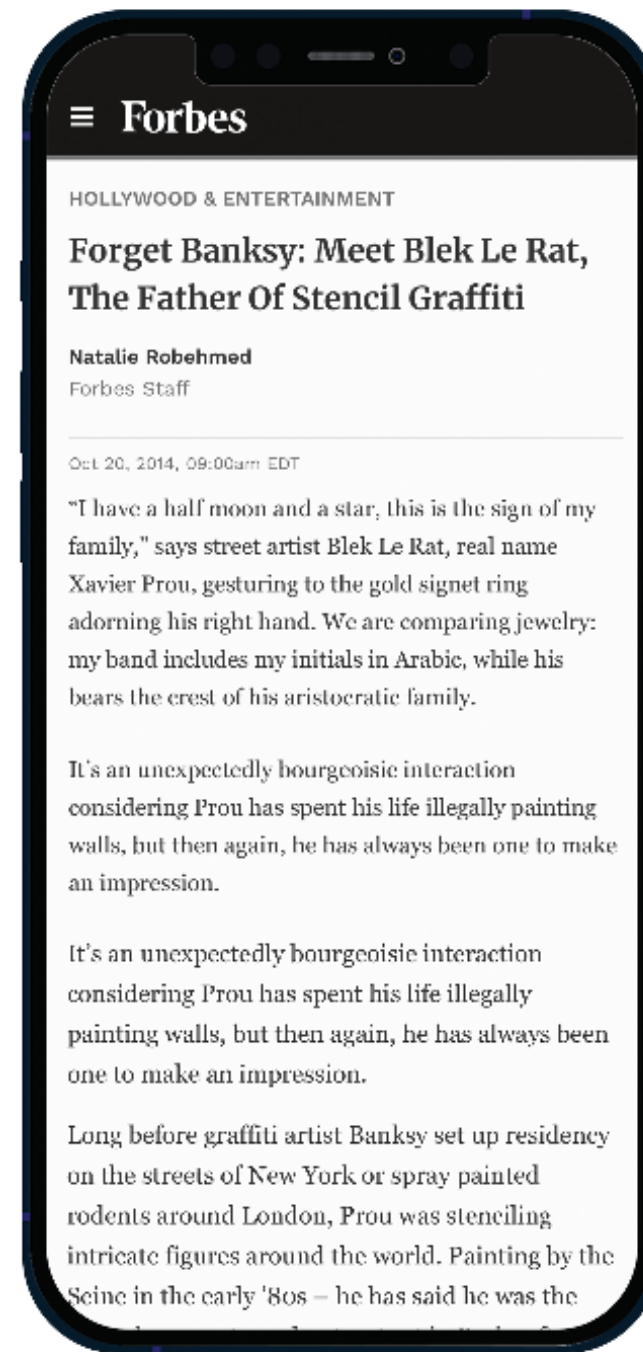 Forbes
HOLLYWOOD & ENTERTAINMENT
Forget Banksy: Meet Blek Le Rat,
The Father Of Stencil Graffiti
Natalie Robehmed
Forbes Staff
Oct 20, 2014, 09:00am EDT
“I have a half moon and a star, this is the sign of my
family,” says street artist Blek Le Rat, real name
Xavier Prou, gesturing to the gold signet ring
adorning his right hand. We are comparing jewelry:
my band includes my initials in Arabic, while his
bears the crest of his aristocratic family.
It's an unexpectedly bourgeoisie interaction
considering Prou has spent his life illegally painting
walls, but then again, he has always been one to make
an impression.
It's an unexpectedly bourgeoisie interaction
considering Prou has spent his life illegally
painting walls, but then again, he has always been
one to make an impression.
Long before graffiti artist Banksy set up residency
on the streets of New York or spray painted
rodents around London, Prou was stenciling
intricate figures around the world. Painting by the
Seine in the early '80s – he has said he was the